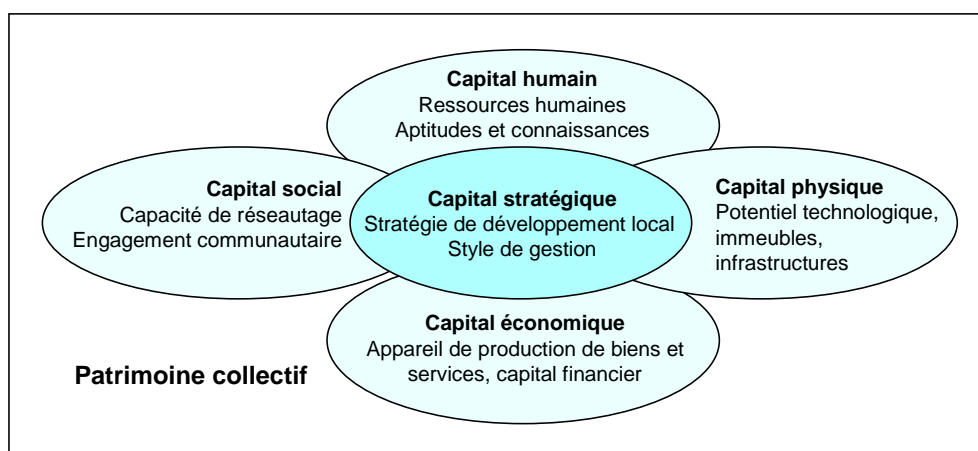 Capital humain
Ressources humaines
Aptitudes et connaissances
Capital social
Capacité de réseautage
Engagement communautaire
Capital stratégique
Stratégie de développement local
Style de gestion
Capital physique
Potentiel technologique,
immeubles,
infrastructures
Capital économique
Appareil de production de biens et
services, capital financier
Patrimoine collectif